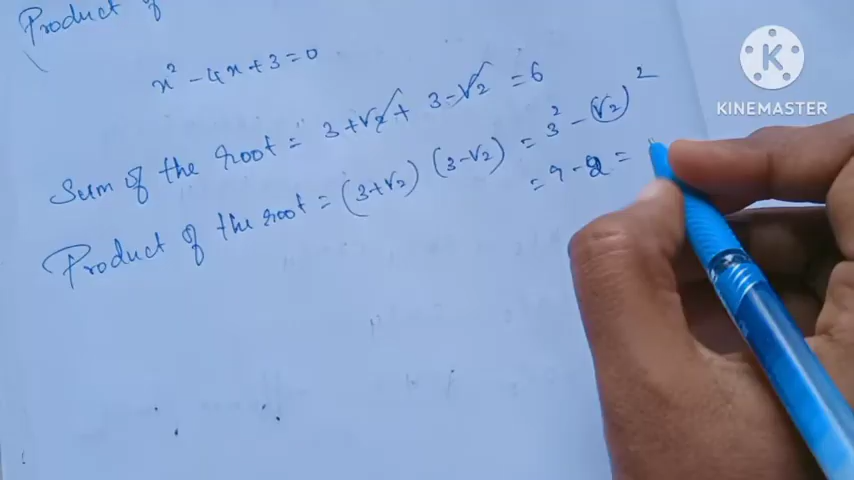 Product of
x² - 4x + 3 = 0
Sum of the root = 3+√2 + 3-√2 = 6
Product of the root = (3+√2) (3-√2) = 3² - (√2)²
= 9 - 2 =
KINEMASTER